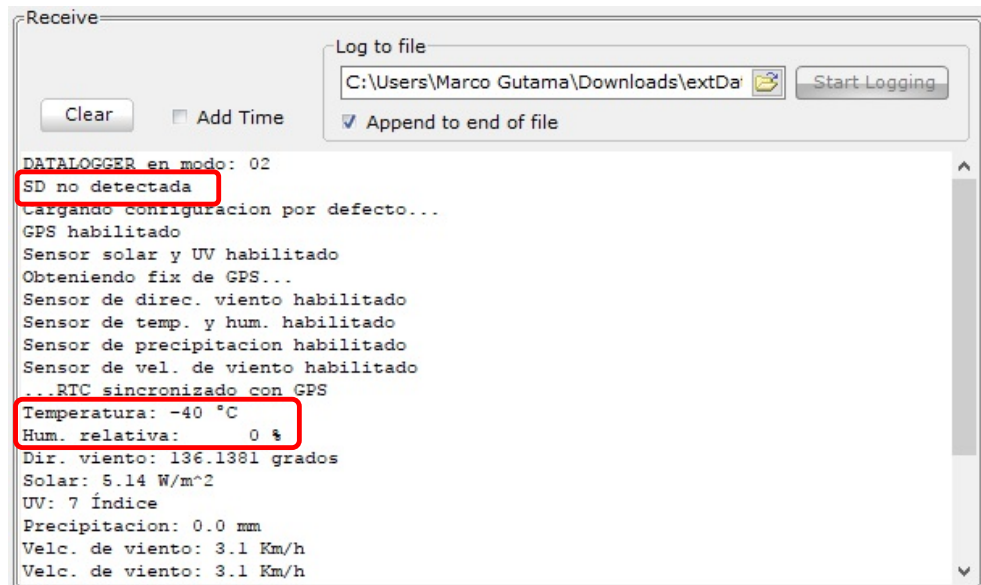 Receive
Log to file
C:\Users\Marco Gutama\Downloads\extDa
Start Logging
Clear
Add Time
Append to end of file
DATALOGGER en modo: 02
SD no detectada
Cargando configuracion por defecto...
GPS habilitado
Sensor solar y UV habilitado
Obteniendo fix de GPS...
Sensor de direc. viento habilitado
Sensor de temp. y hum. habilitado
Sensor de precipitacion habilitado
Sensor de vel. de viento habilitado
...RTC sincronizado con GPS
Temperatura: -40 °C
Hum. relativa: 0 %
Dir. viento: 136.1381 grados
Solar: 5.14 W/m^2
UV: 7 Índice
Precipitacion: 0.0 mm
Velc. de viento: 3.1 Km/h
Velc. de viento: 3.1 Km/h